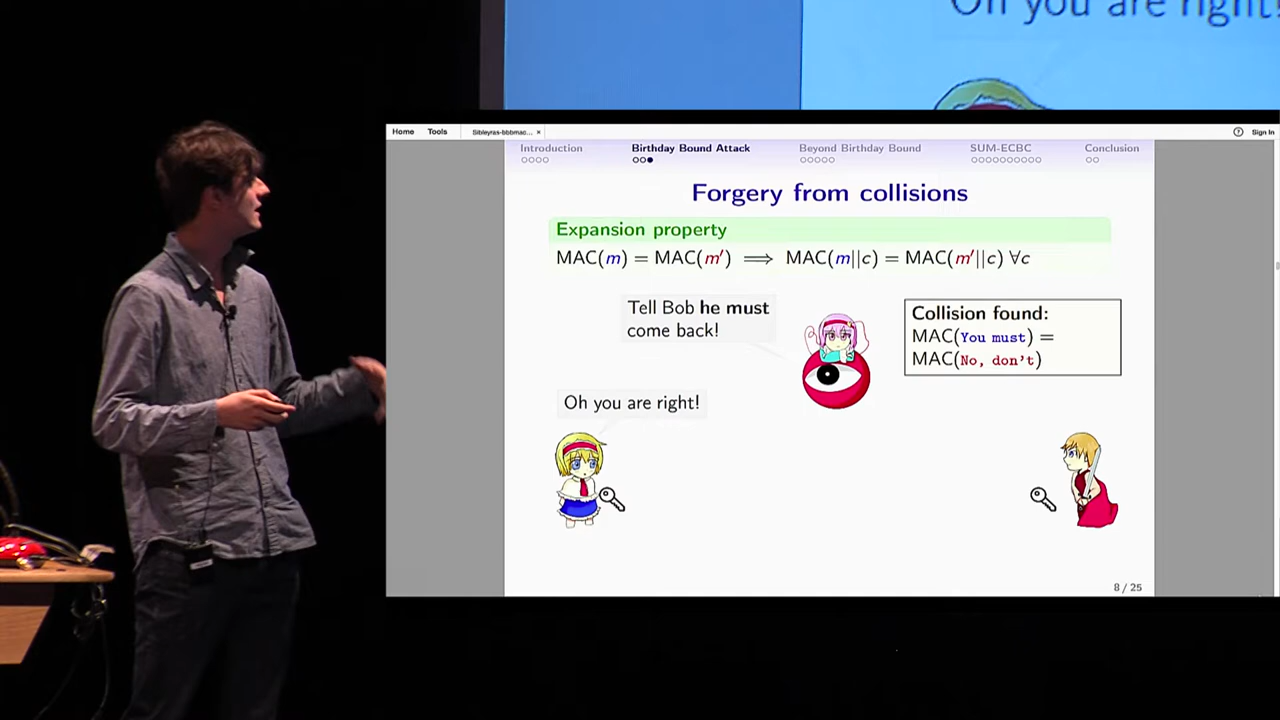 Oh you are right!
Home Tools Sibleyras-bbbmac... × Sign In
Introduction Birthday Bound Attack Beyond Birthday Bound SUM-ECBC Conclusion
Forgery from collisions
Expansion property
MAC(m) = MAC(m′) ⟹ MAC(m||c) = MAC(m′||c) ∀c
Tell Bob he must
come back!
Collision found:
MAC(You must) =
MAC(No, don't)
Oh you are right!
8 / 25